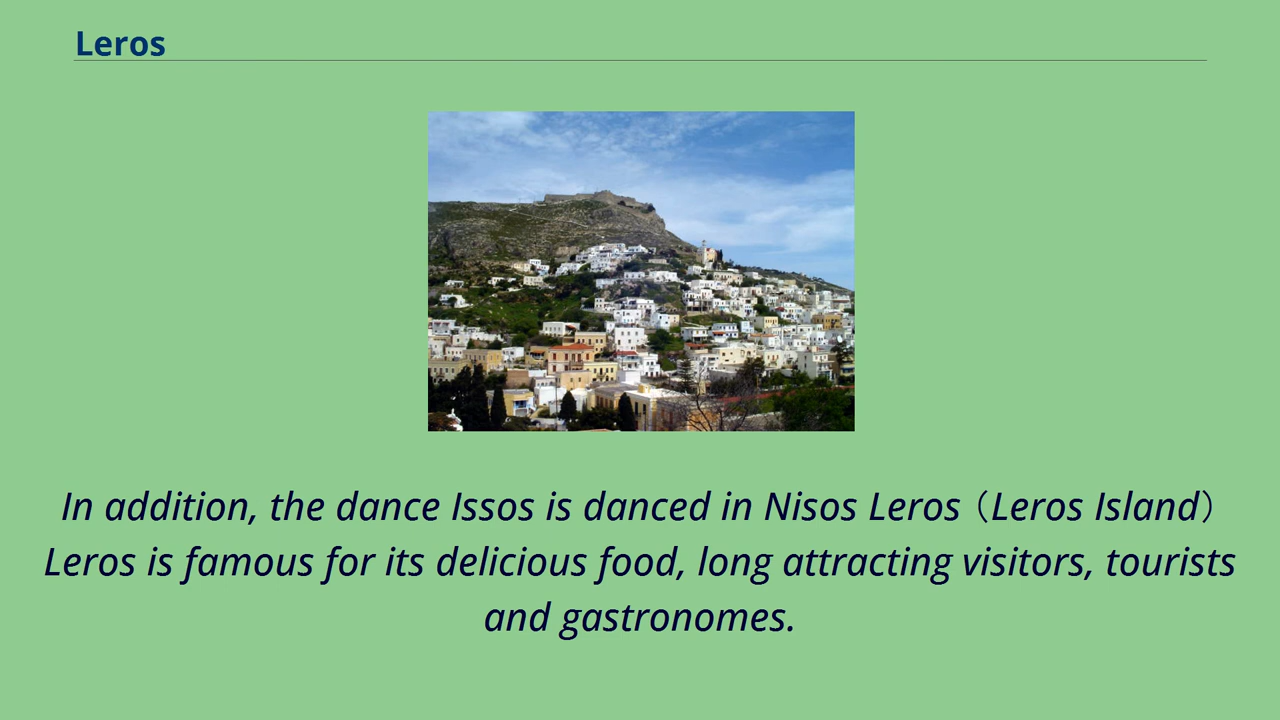 Leros
In addition, the dance Issos is danced in Nisos Leros（Leros Island）
Leros is famous for its delicious food, long attracting visitors, tourists
and gastronomes.